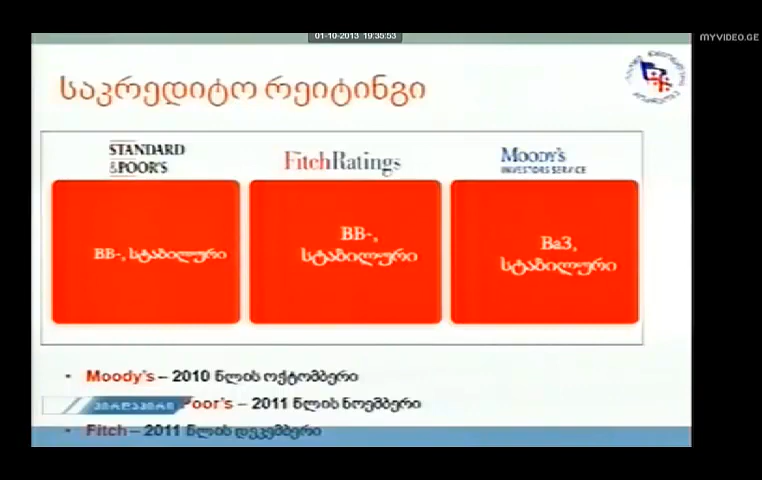 01-10-2013 19:35:53
MYVIDEO.GE
საკრედიტო რეიტინგი
STANDARD
&POOR'S
FitchRatings
Moody's
INVESTORS SERVICE
BB-, სტაბილური
BB-,
სტაბილური
Ba3,
სტაბილური
• Moody's – 2010 წლის ოქტომბერი
პირდაპირი Poor's – 2011 წლის ნოემბერი
• Fitch – 2011 წლის დეკემბერი